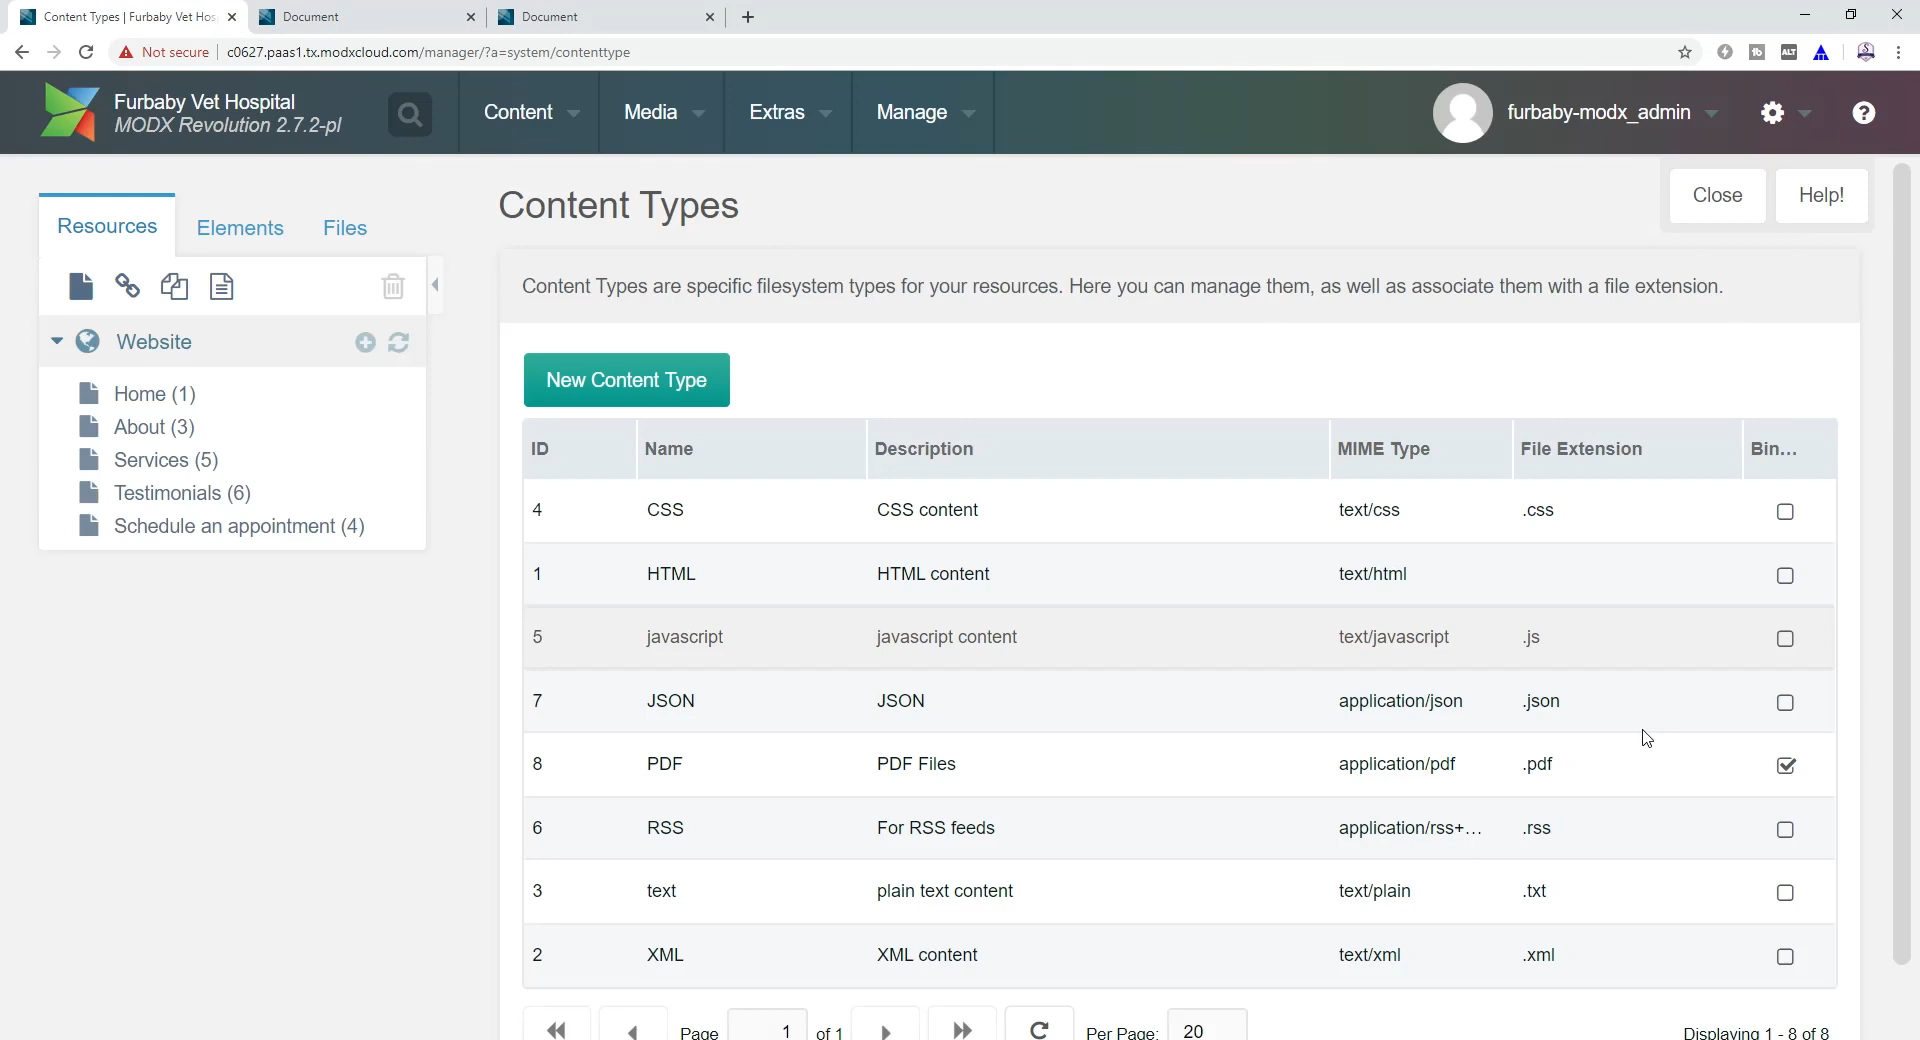 Content Types | Furbaby Vet Hos
Document
Document
Not secure
c0627.paas1.tx.modxcloud.com/manager/?a=system/contenttype
tb
ALT
Furbaby Vet Hospital
MODX Revolution 2.7.2-pl
Content
Media
Extras
Manage
furbaby-modx_admin
Resources
Elements
Files
Website
Home (1)
About (3)
Services (5)
Testimonials (6)
Schedule an appointment (4)
Content Types
Close
Help!
Content Types are specific filesystem types for your resources. Here you can manage them, as well as associate them with a file extension.
New Content Type
ID Name Description MIME Type File Extension Bin...
4 CSS CSS content text/css .css
1 HTML HTML content text/html
5 javascript javascript content text/javascript .js
7 JSON JSON application/json .json
8 PDF PDF Files application/pdf .pdf
6 RSS For RSS feeds application/rss+... .rss
3 text plain text content text/plain .txt
2 XML XML content text/xml .xml
Page 1 of 1 Per Page: 20 Displaying 1 - 8 of 8